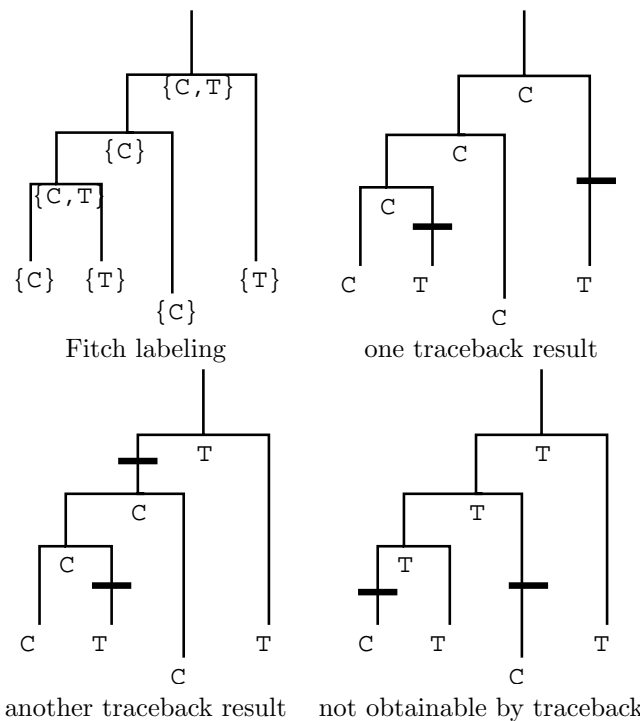 {C,T}
C
{C}
C
{C,T}
C
{C} {T} {T}
C T T
{C}
C
Fitch labeling
one traceback result
T
T
C
T
C
T
C T T
C T T
C
C
another traceback result
not obtainable by traceback